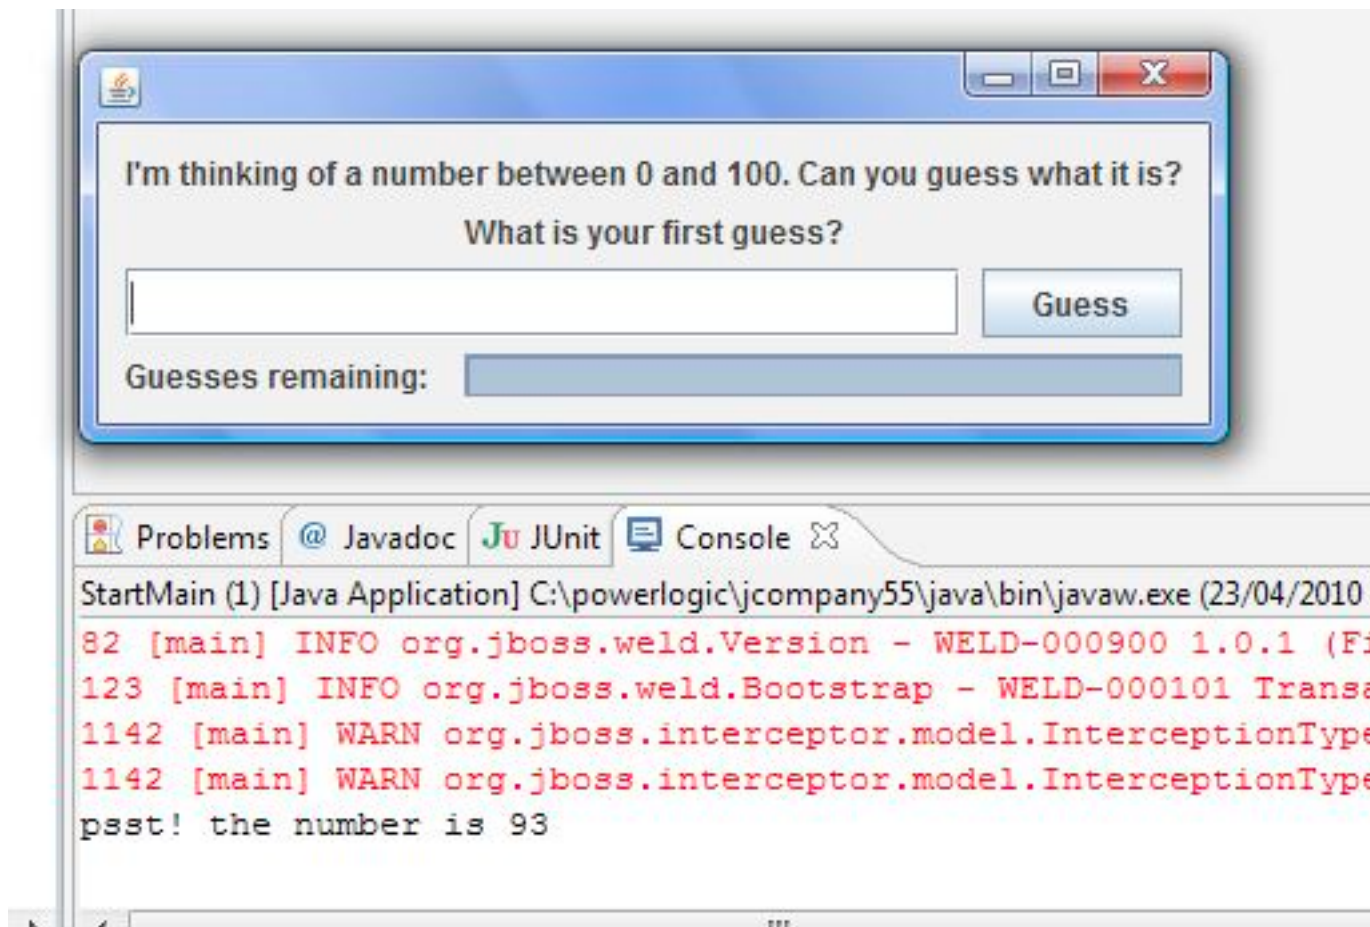 I'm thinking of a number between 0 and 100. Can you guess what it is?
What is your first guess?
Guess
Guesses remaining:
Problems @ Javadoc JU JUnit Console
StartMain (1) [Java Application] C:\powerlogic\jcompany55\java\bin\javaw.exe (23/04/2010
82 [main] INFO org.jboss.weld.Version - WELD-000900 1.0.1 (Fi
123 [main] INFO org.jboss.weld.Bootstrap - WELD-000101 Transa
1142 [main] WARN org.jboss.interceptor.model.InterceptionType
1142 [main] WARN org.jboss.interceptor.model.InterceptionType
psst! the number is 93